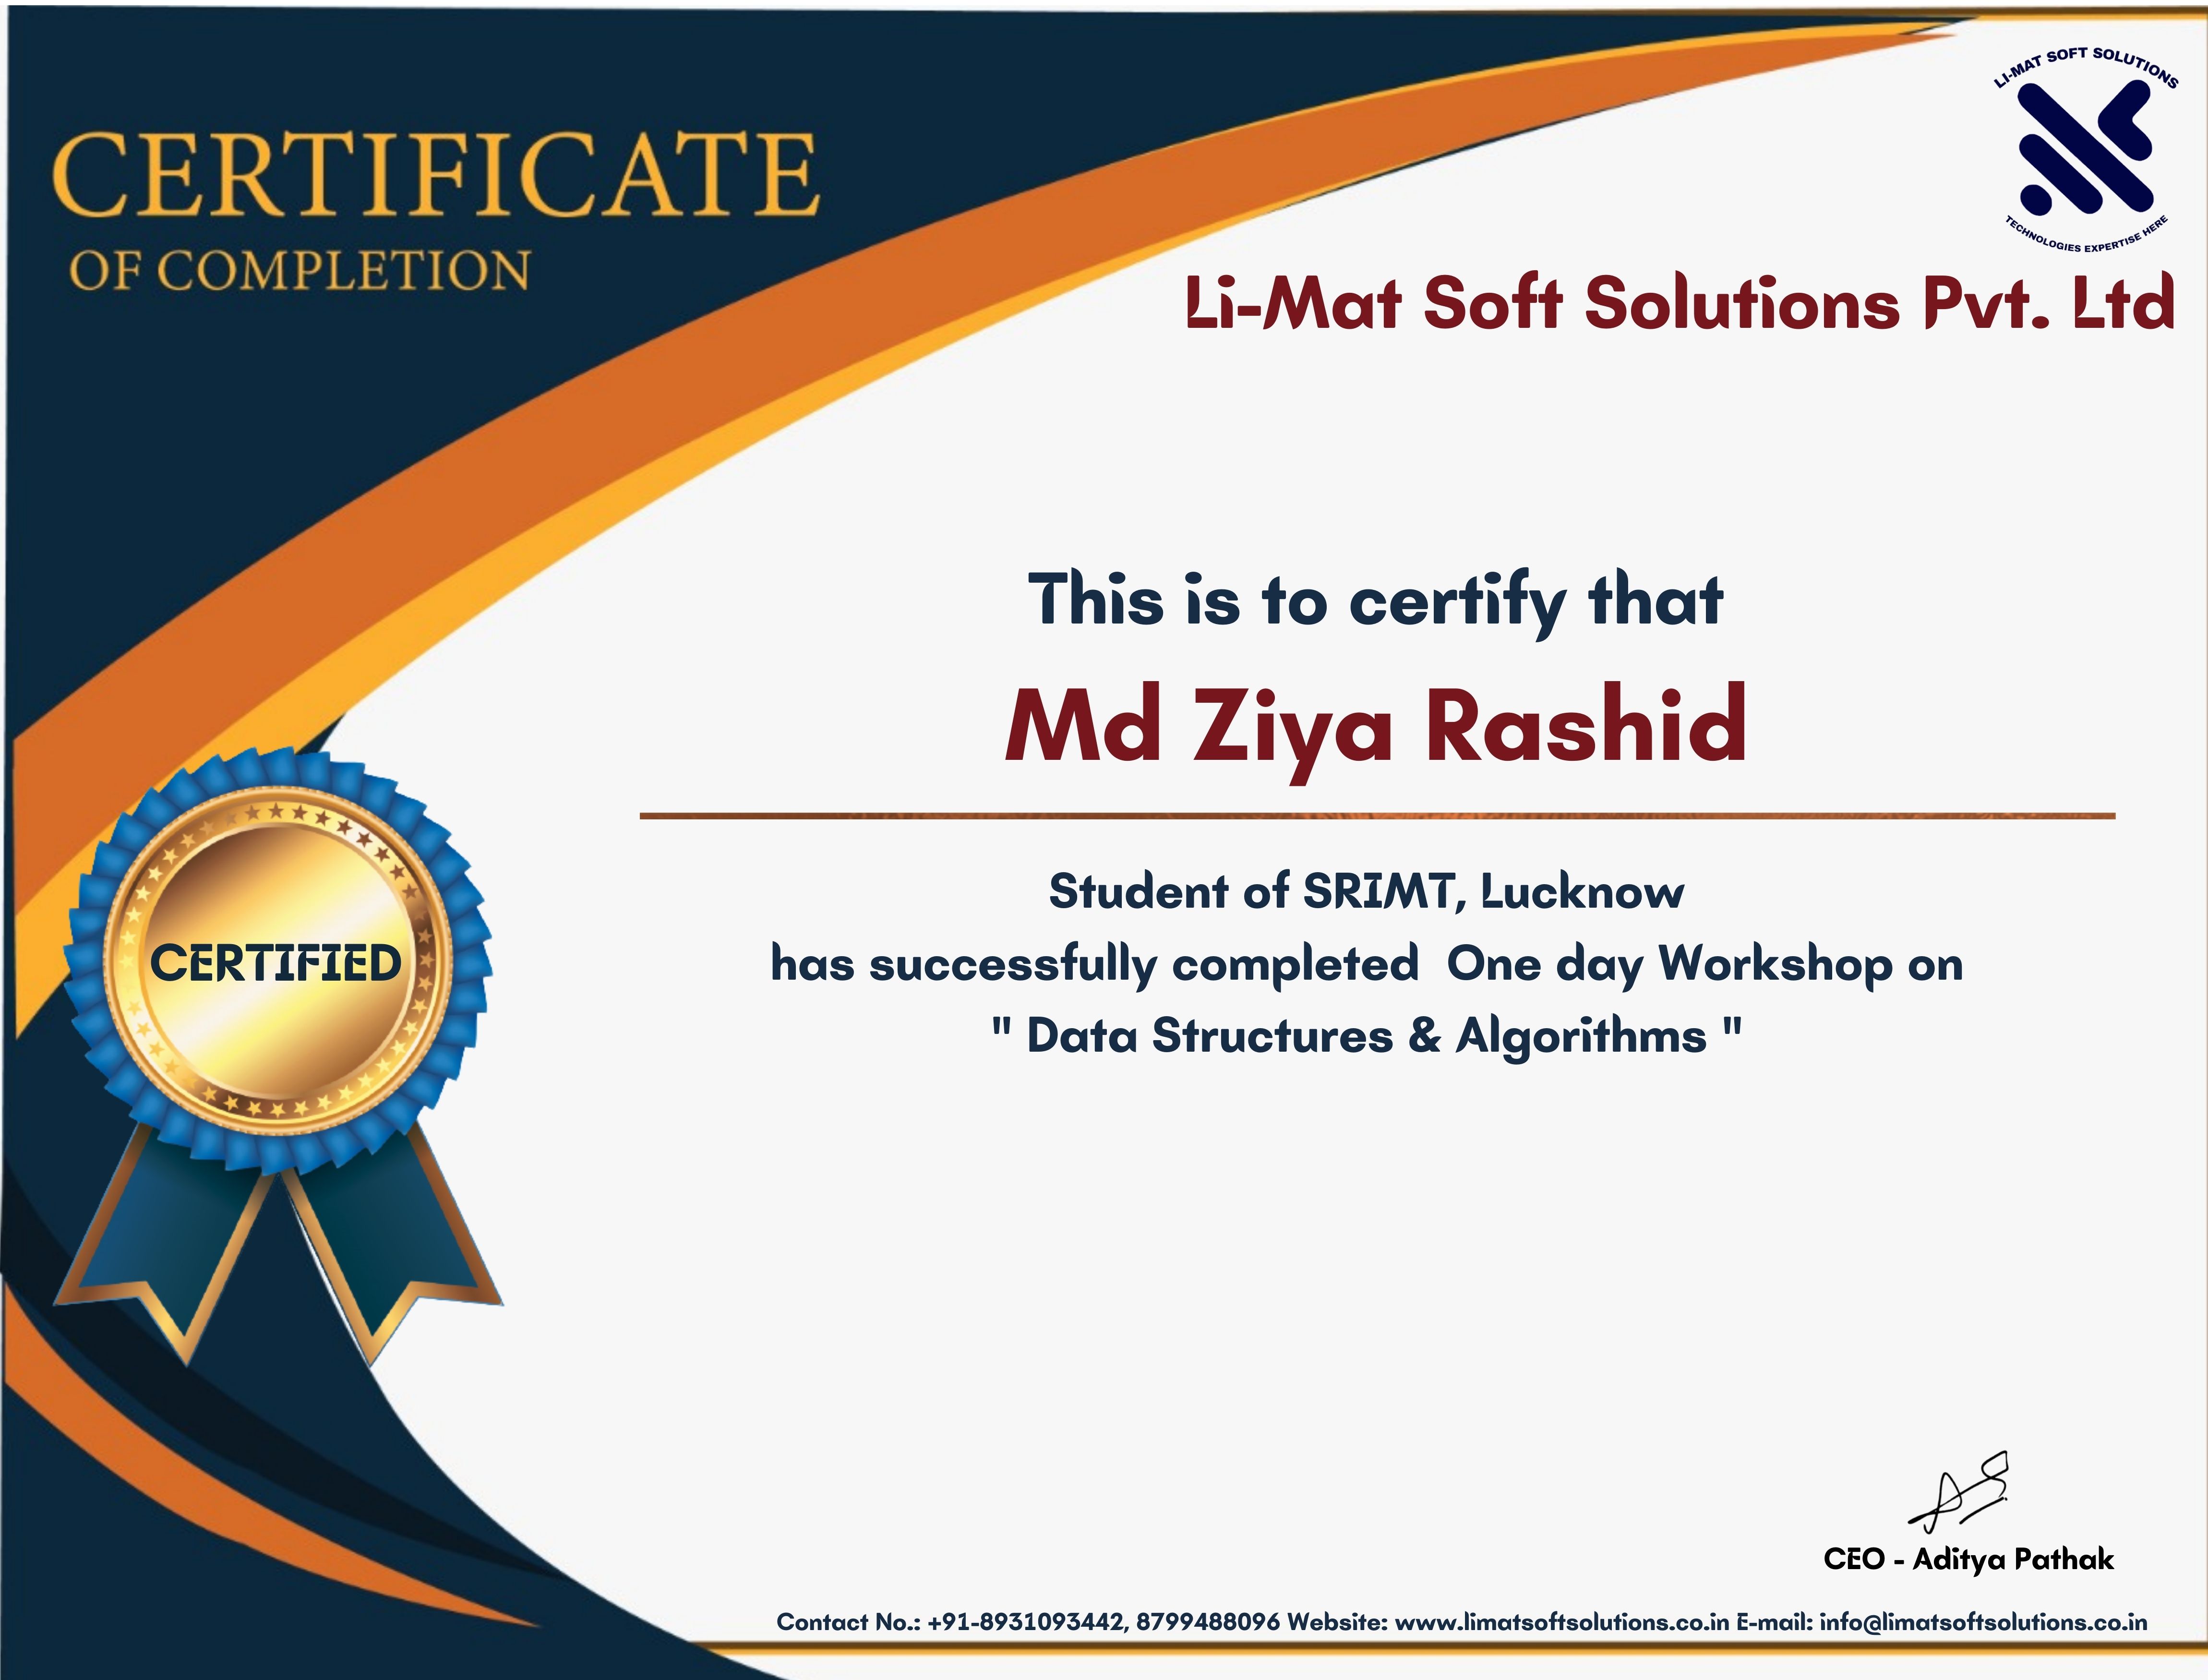 CERTIFICATE
OF COMPLETION
LI-MAT SOFT SOLUTIONS
TECHNOLOGIES EXPERTISE HERE
Li-Mat Soft Solutions Pvt. Ltd
This is to certify that
Md Ziya Rashid
Student of SRIMT, Lucknow
has successfully completed  One day Workshop on
" Data Structures & Algorithms "
CERTIFIED
CEO - Aditya Pathak
Contact No.: +91-8931093442, 8799488096 Website: www.limatsoftsolutions.co.in E-mail: info@limatsoftsolutions.co.in